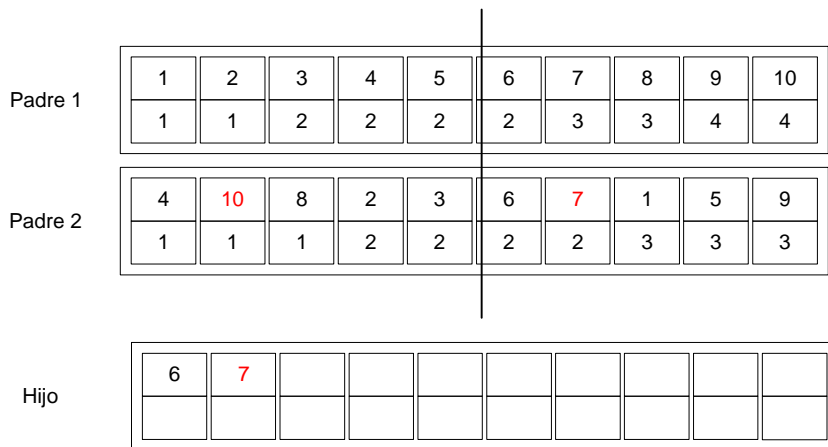 Padre 1
1 2 3 4 5 6 7 8 9 10
1 1 2 2 2 2 3 3 4 4
Padre 2
4 10 8 2 3 6 7 1 5 9
1 1 1 2 2 2 2 3 3 3
Hijo
6 7